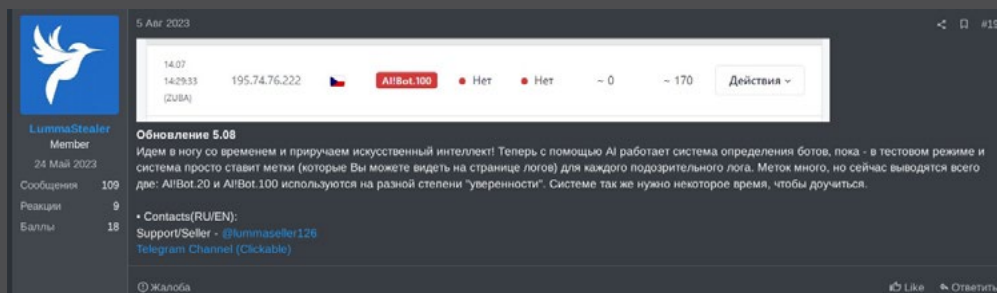 5 Авг 2023
#19
14.07
14:29:33
(ZUBA)
195.74.76.222
AI!Bot.100
Нет
Нет
~ 0
~ 170
Действия
LummaStealer
Member
24 Май 2023
Сообщения 109
Реакции 9
Баллы 18
Обновление 5.08
Идем в ногу со временем и приручаем искусственный интеллект! Теперь с помощью AI работает система определения ботов, пока - в тестовом режиме и
система просто ставит метки (которые Вы можете видеть на странице логов) для каждого подозрительного лога. Меток много, но сейчас выводятся всего
две: AI!Bot.20 и AI!Bot.100 используются на разной степени "уверенности". Системе так же нужно некоторое время, чтобы доучиться.
• Contacts(RU/EN):
Support/Seller - @lummaseller126
Telegram Channel (Clickable)
Жалоба
Like
Ответить